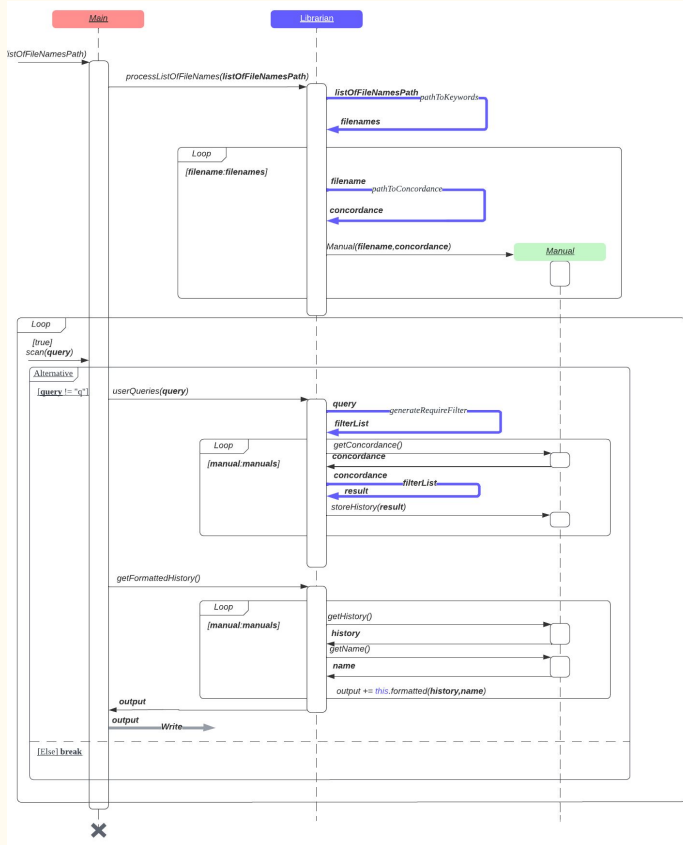 Main
Librarian
listOfFileNamesPath)
processListOfFileNames(listOfFileNamesPath)
listOfFileNamesPath
pathToKeywords
filenames
Loop
[filename:filenames]
filename
pathToConcordance
concordance
Manual(filename,concordance)
Manual
Loop
[true]
scan(query)
Alternative
[query != "q"]
userQueries(query)
query
generateRequireFilter
filterList
Loop
[manual:manuals]
getConcordance()
concordance
concordance
filterList
result
storeHistory(result)
getFormattedHistory()
Loop
[manual:manuals]
getHistory()
history
getName()
name
output += this.formatted(history,name)
output
output
Write
[Else] break